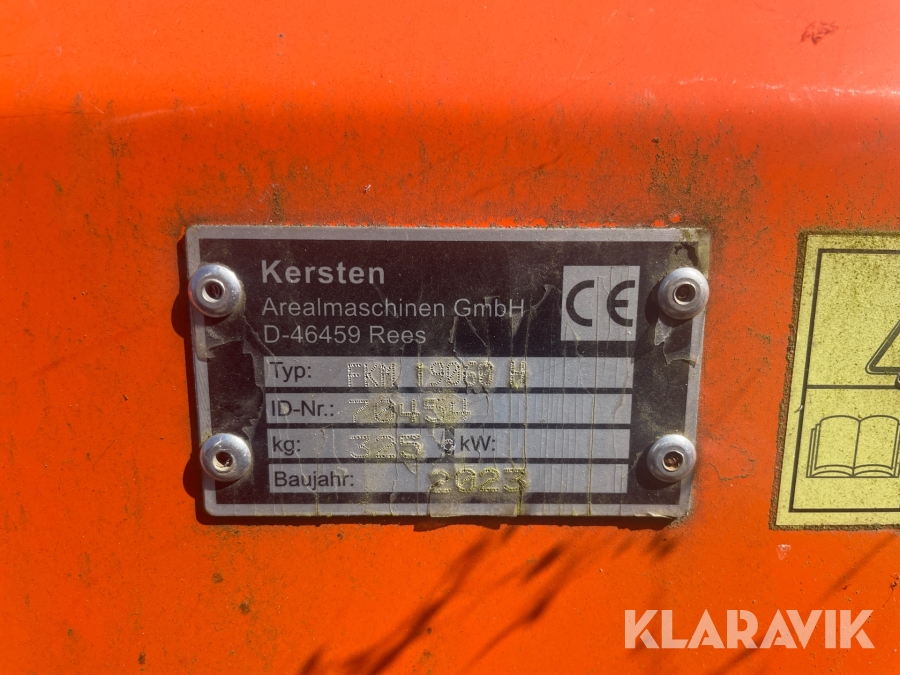 Kersten
Arealmaschinen GmbH
D-46459 Rees
CE
Typ: FKM 19060 H
ID-Nr.: 70454
kg: 325 kW:
Baujahr: 2023
KLARAVIK